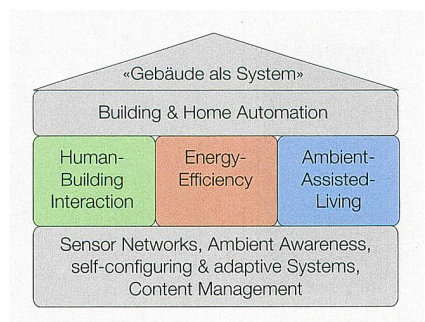 «Gebäude als System»
Building & Home Automation
Human-
Building
Interaction
Energy-
Efficiency
Ambient-
Assisted-
Living
Sensor Networks, Ambient Awareness,
self-configuring & adaptive Systems,
Content Management